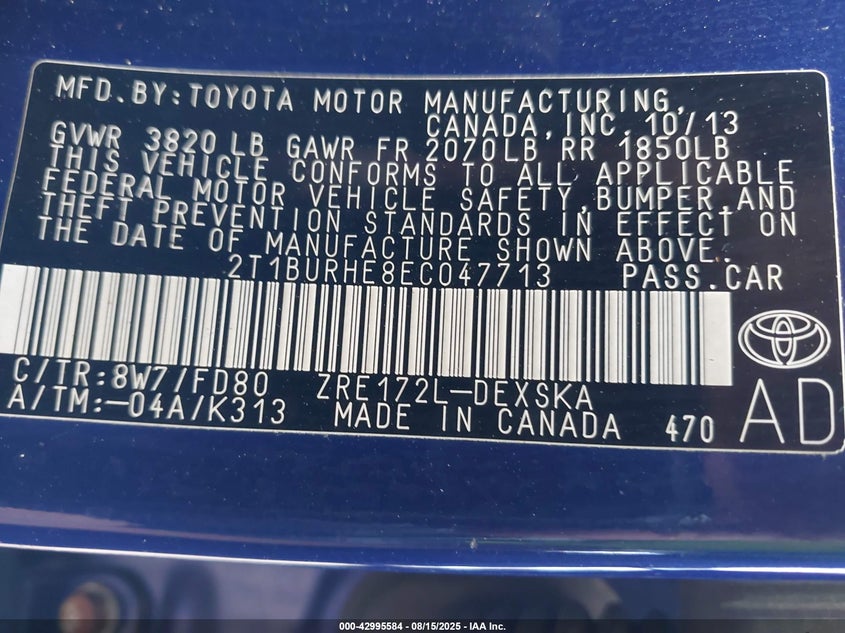 MFD.BY:TOYOTA MOTOR MANUFACTURING,
CANADA,INC. 10/13
GVWR 3820 LB GAWR FR 2070LB RR 1850LB
THIS VEHICLE CONFORMS TO ALL APPLICABLE
FEDERAL MOTOR VEHICLE SAFETY,BUMPER,AND
THEFT PREVENTION STANDARDS IN EFFECT ON
THE DATE OF MANUFACTURE SHOWN ABOVE.
2T1BURHE8EC047713 PASS.CAR
C/TR:8W7/FD80 ZRE172L-DEXSKA
A/TM:-04A/K313 MADE IN CANADA 470 AD
000-42995584 - 08/15/2025 - IAA Inc.